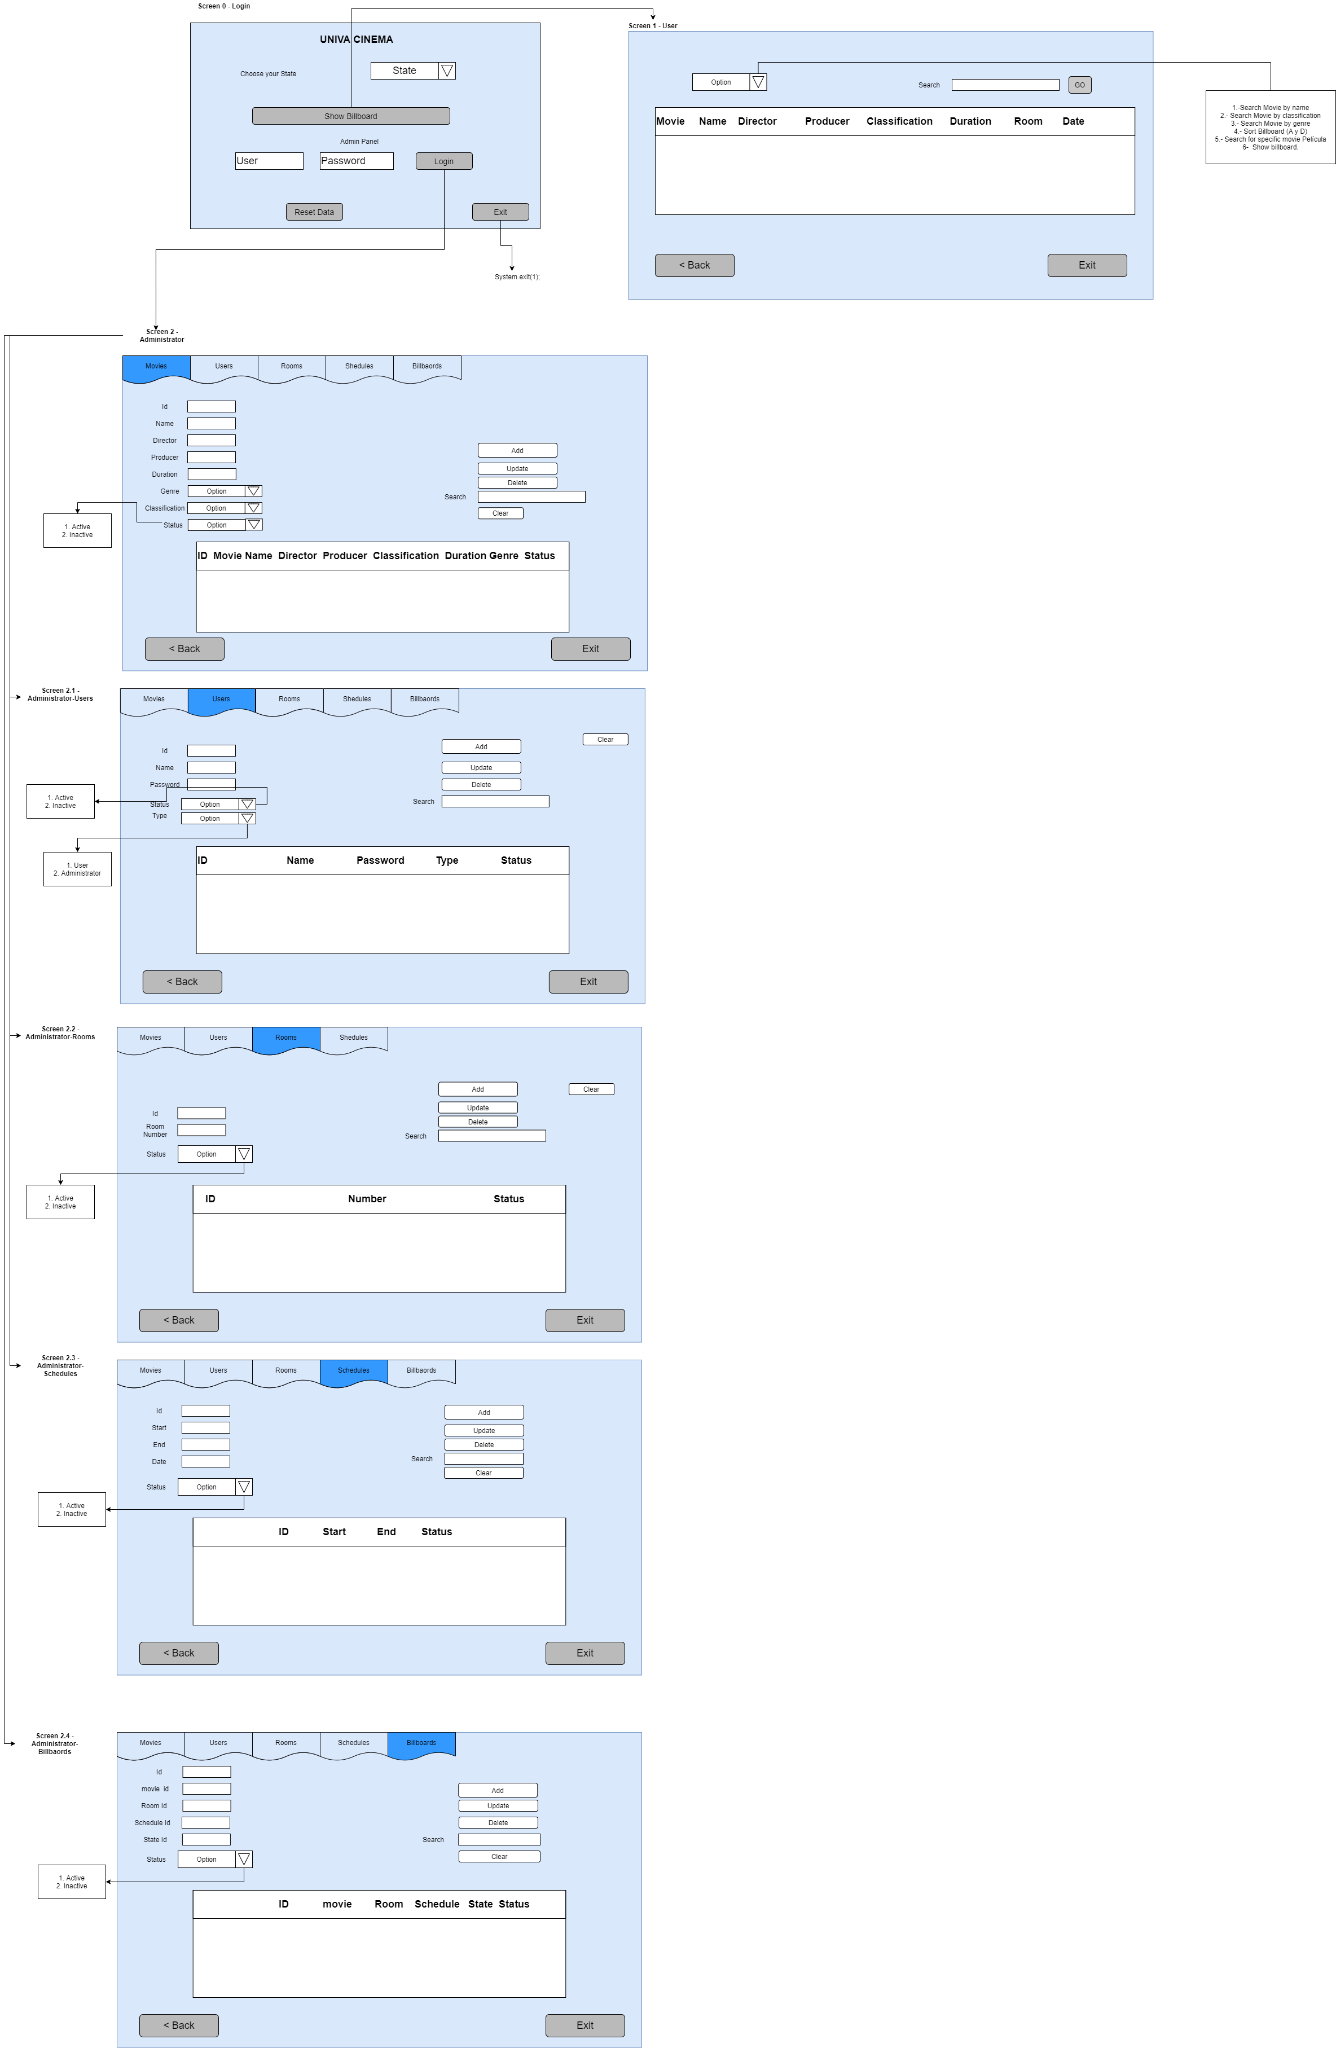 Screen 0 - Login
UNIVA CINEMA
Choose your State
State
Show Billboard
Admin Panel
User
Password
Login
Reset Data
Exit
System exit(1);
Screen 1 - User
Option
Search
GO
Movie Name Director Producer Classification Duration Room Date
< Back
Exit
1.-Search Movie by name
2.- Search Movie by classification
3.- Search Movie by genre
4.- Sort Billboard (A y D)
5.- Search for specific movie Película
6- Show billboard.
Screen 2 -
Administrator
Movies
Users
Rooms
Shedules
Billbaords
Id
Name
Director
Producer
Duration
Genre
Option
Classification
Option
Status
Option
Add
Update
Delete
Search
Clear
1. Active
2. Inactive
ID Movie Name Director Producer Classification Duration Genre Status
< Back
Exit
Screen 2.1 -
Administrator-Users
Movies
Users
Rooms
Shedules
Billbaords
Id
Name
Password
Status
Option
Type
Option
Add
Update
Delete
Search
Clear
1. Active
2. Inactive
1. User
2. Administrator
ID Name Password Type Status
< Back
Exit
Screen 2.2 -
Administrator-Rooms
Movies
Users
Rooms
Shedules
Id
Room
Number
Status
Option
Add
Update
Delete
Search
Clear
1. Active
2. Inactive
ID Number Status
< Back
Exit
Screen 2.3 -
Administrator-
Schedules
Movies
Users
Rooms
Schedules
Billbaords
Id
Start
End
Date
Status
Option
Add
Update
Delete
Search
Clear
1. Active
2. Inactive
ID Start End Status
< Back
Exit
Screen 2.4 -
Administrator-
Billbaords
Movies
Users
Rooms
Schedules
Billboards
Id
movie id
Room Id
Schedule Id
State Id
Status
Option
Add
Update
Delete
Search
Clear
1. Active
2. Inactive
ID movie Room Schedule State Status
< Back
Exit